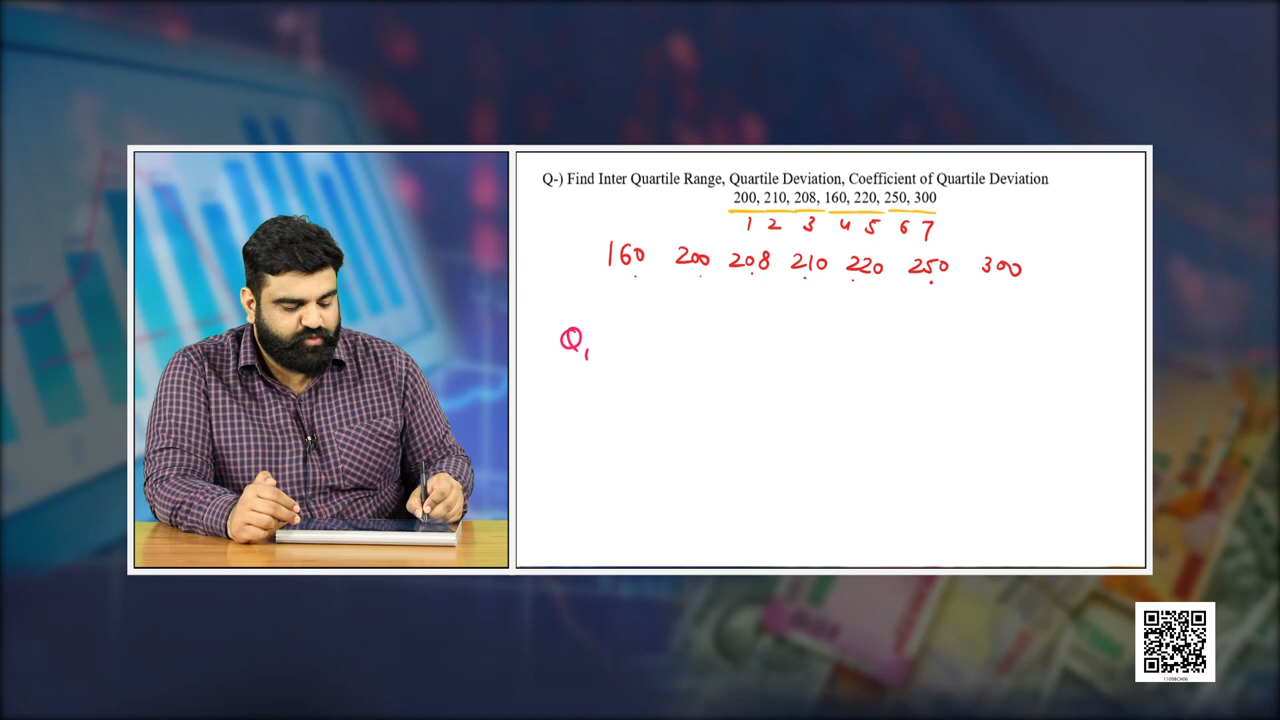 Q-) Find Inter Quartile Range, Quartile Deviation, Coefficient of Quartile Deviation
200, 210, 208, 160, 220, 250, 300
1 2 3 4 5 6 7
160 200 208 210 220 250 300
Q1